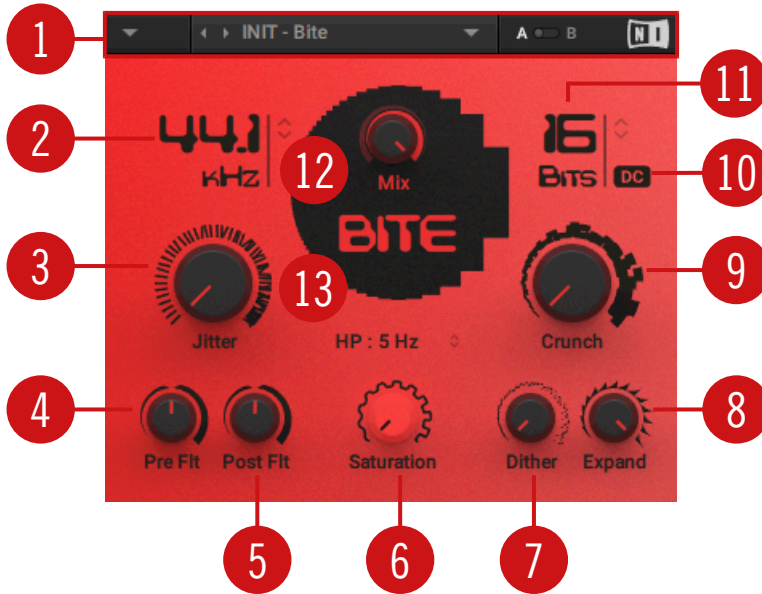 1
INIT - Bite
A B
NI
11
2
44.1
kHz
12
Mix
16
Bits
DC
10
BITE
3
13
9
Jitter
HP : 5 Hz
Crunch
4
8
Pre Flt
Post Flt
Saturation
Dither
Expand
5
6
7